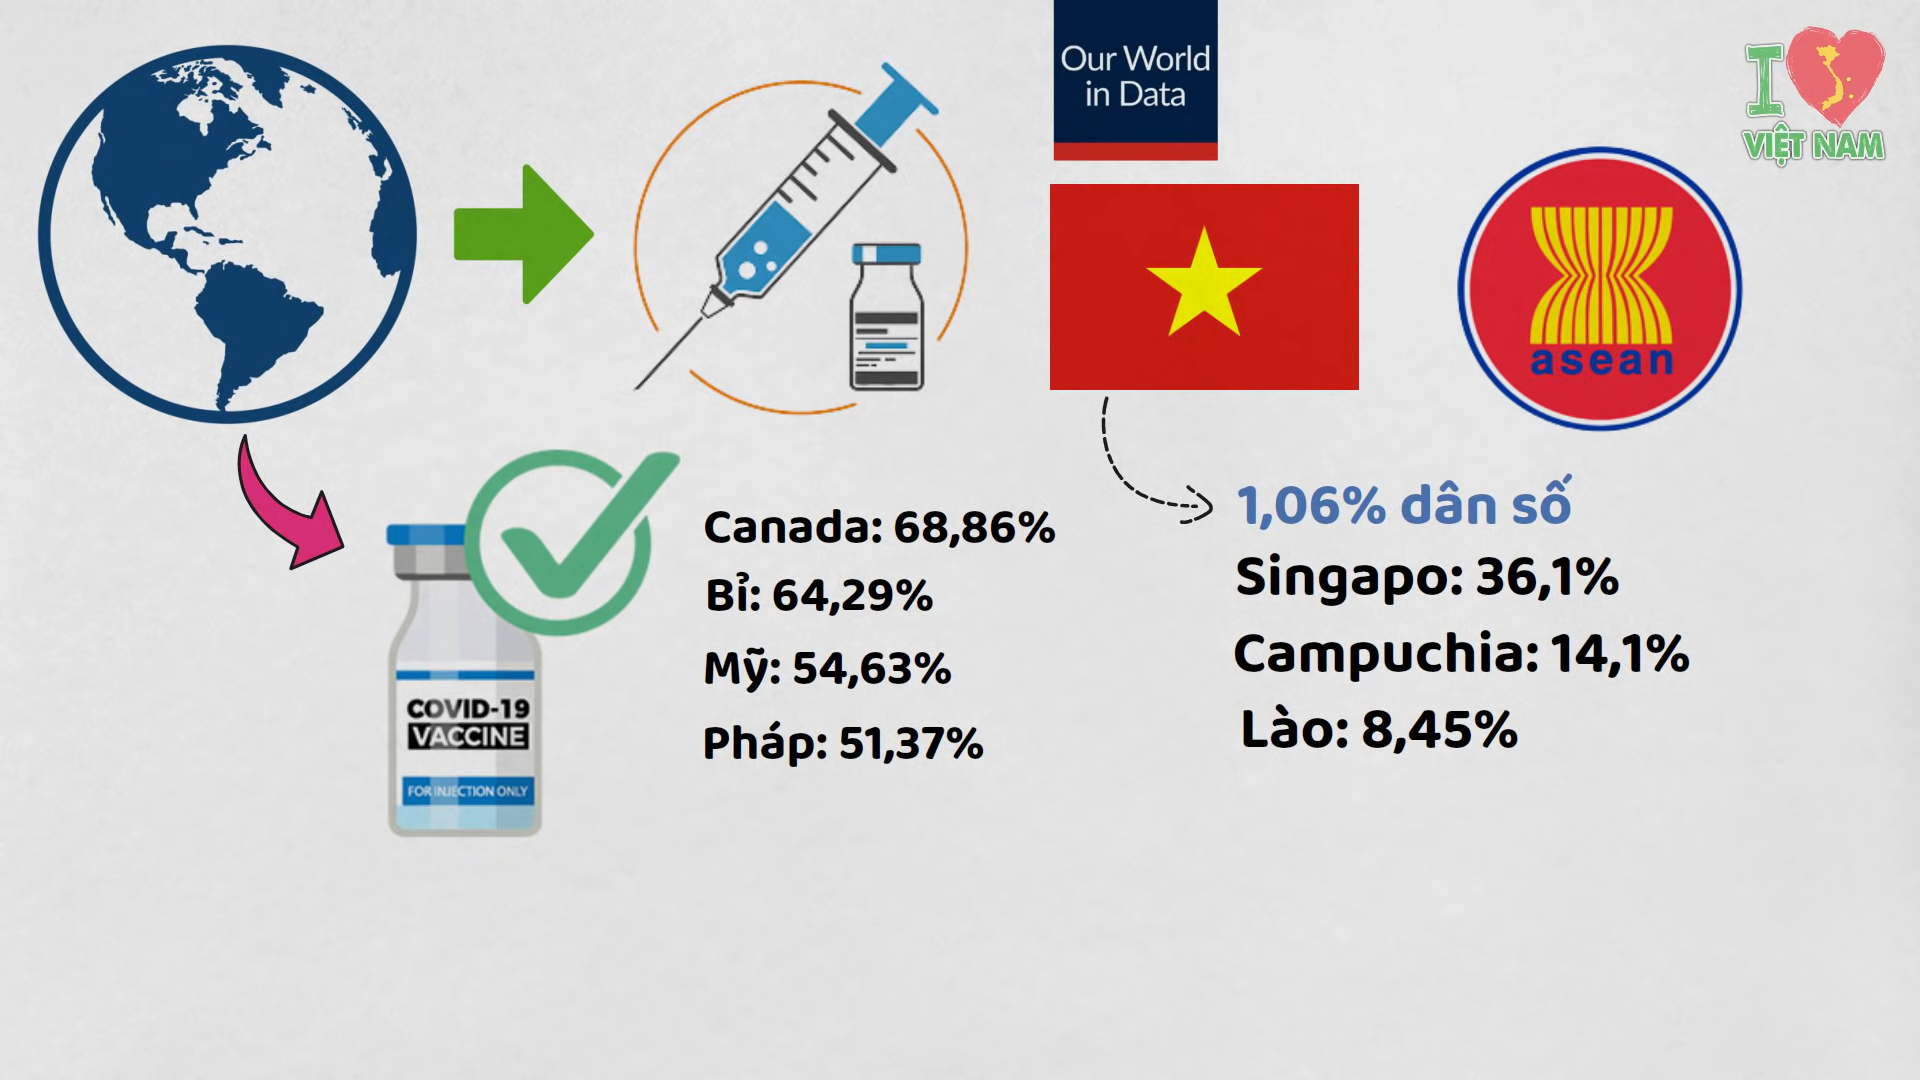 Our World
in Data
I
VIỆT NAM
asean
Canada: 68,86%
Bỉ: 64,29%
Mỹ: 54,63%
Pháp: 51,37%
COVID-19
VACCINE
FOR INJECTION ONLY
1,06% dân số
Singapo: 36,1%
Campuchia: 14,1%
Lào: 8,45%